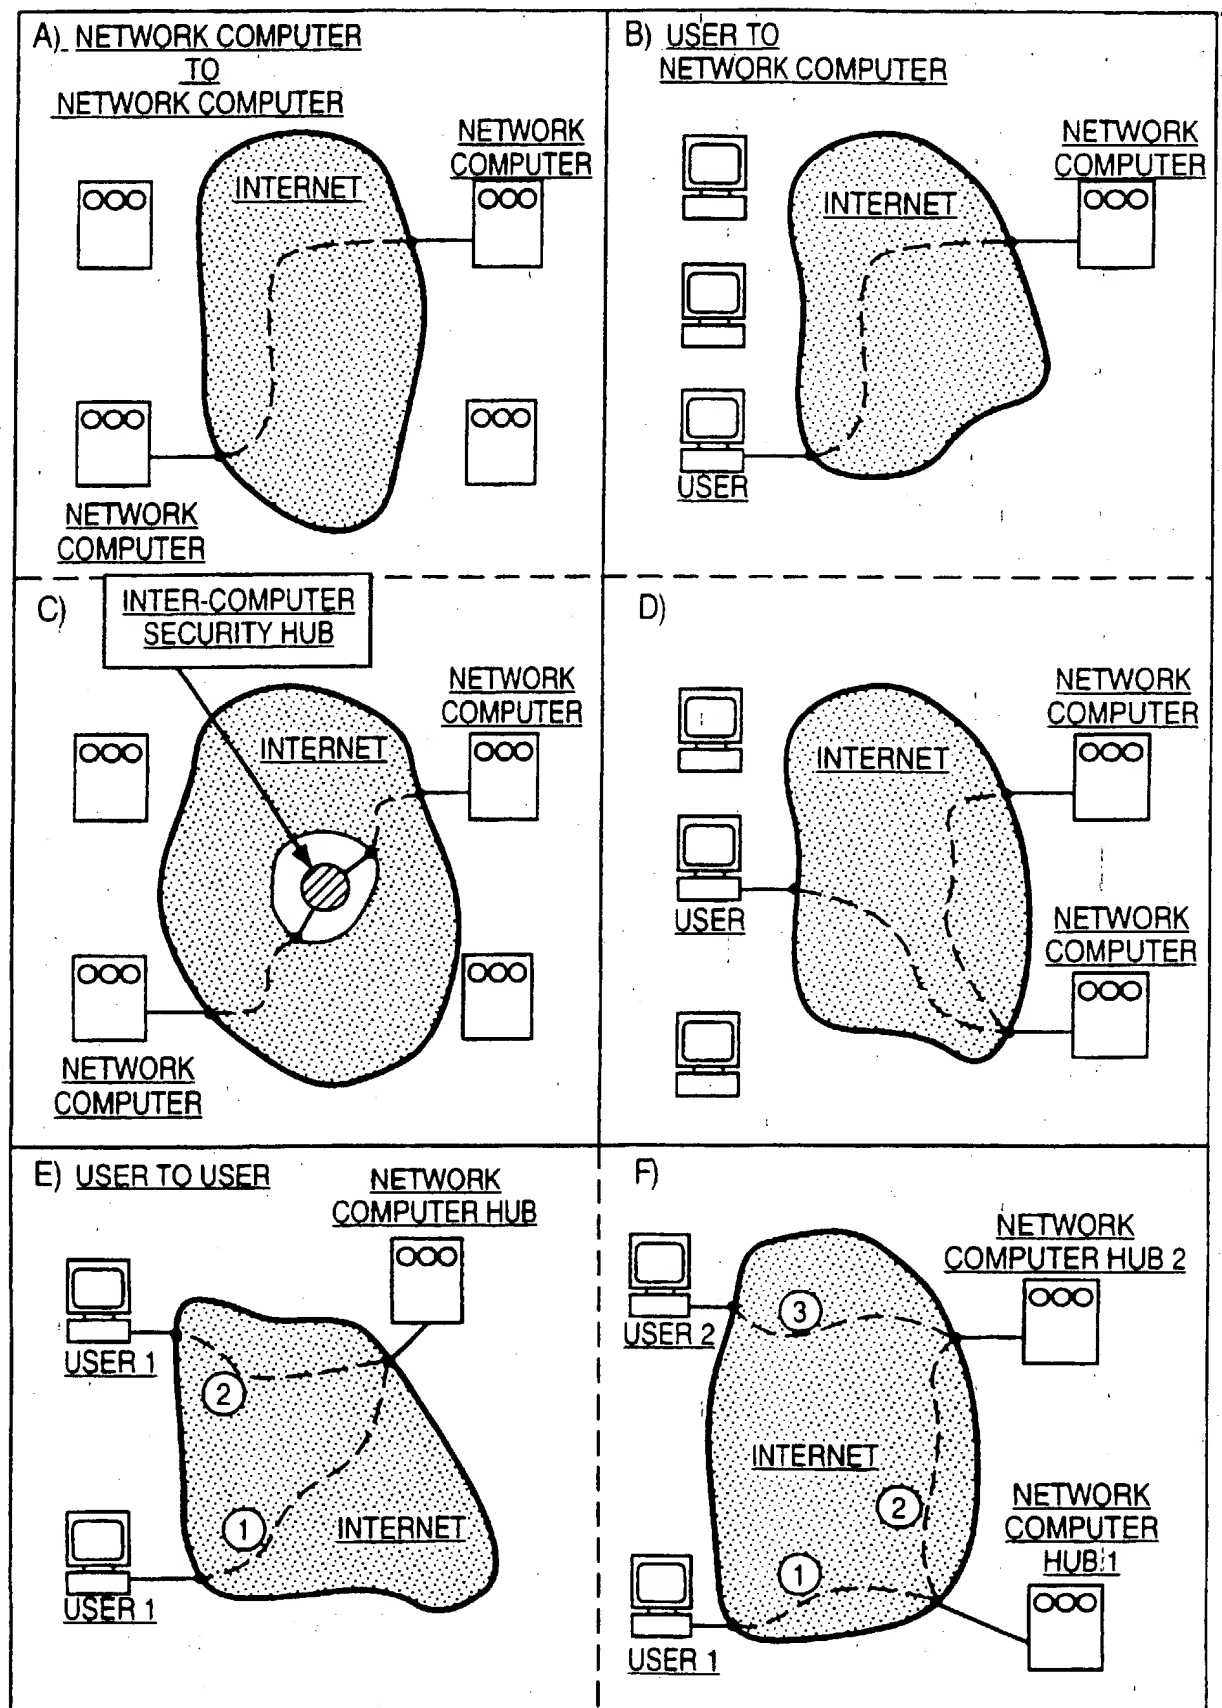 A) NETWORK COMPUTER
TO
NETWORK COMPUTER
INTERNET
NETWORK
COMPUTER
NETWORK
COMPUTER
B) USER TO
NETWORK COMPUTER
INTERNET
NETWORK
COMPUTER
USER
C)
INTER-COMPUTER
SECURITY HUB
INTERNET
NETWORK
COMPUTER
NETWORK
COMPUTER
D)
INTERNET
NETWORK
COMPUTER
USER
NETWORK
COMPUTER
E) USER TO USER
NETWORK
COMPUTER HUB
USER 1
2
1
INTERNET
USER 1
F)
NETWORK
COMPUTER HUB 2
USER 2
3
INTERNET
2
NETWORK
COMPUTER
HUB 1
1
USER 1